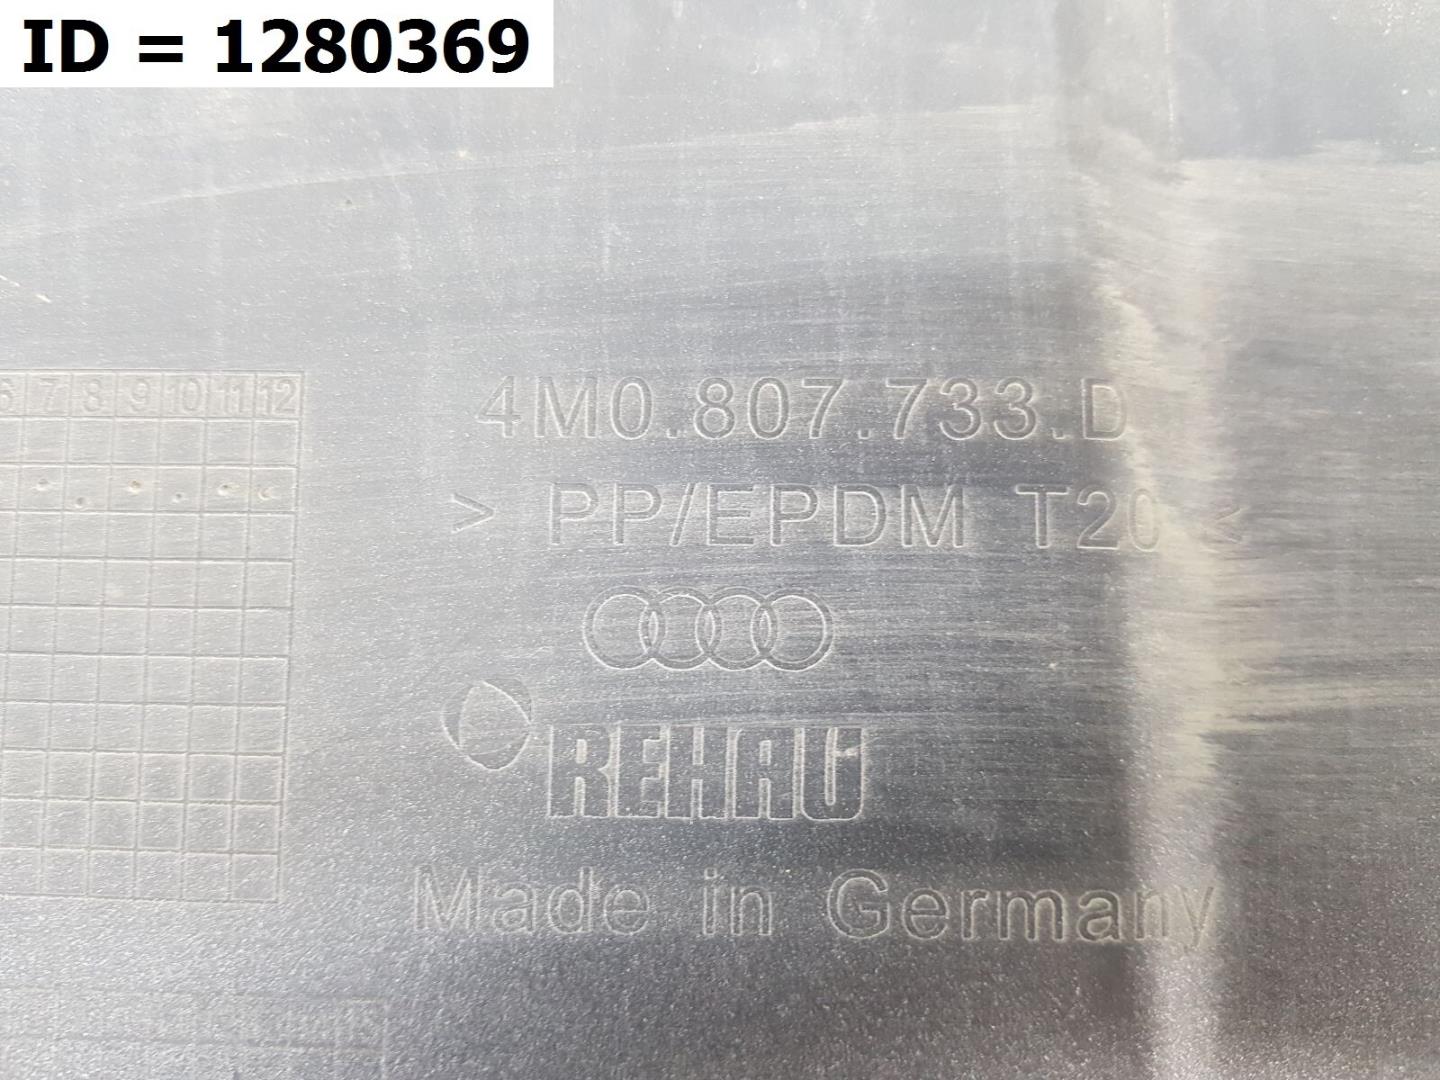 ID = 1280369
6 7 8 9 10 11 12
4M0.807.733.D
> PP/EPDM T20 <
REHAU
Made in Germany